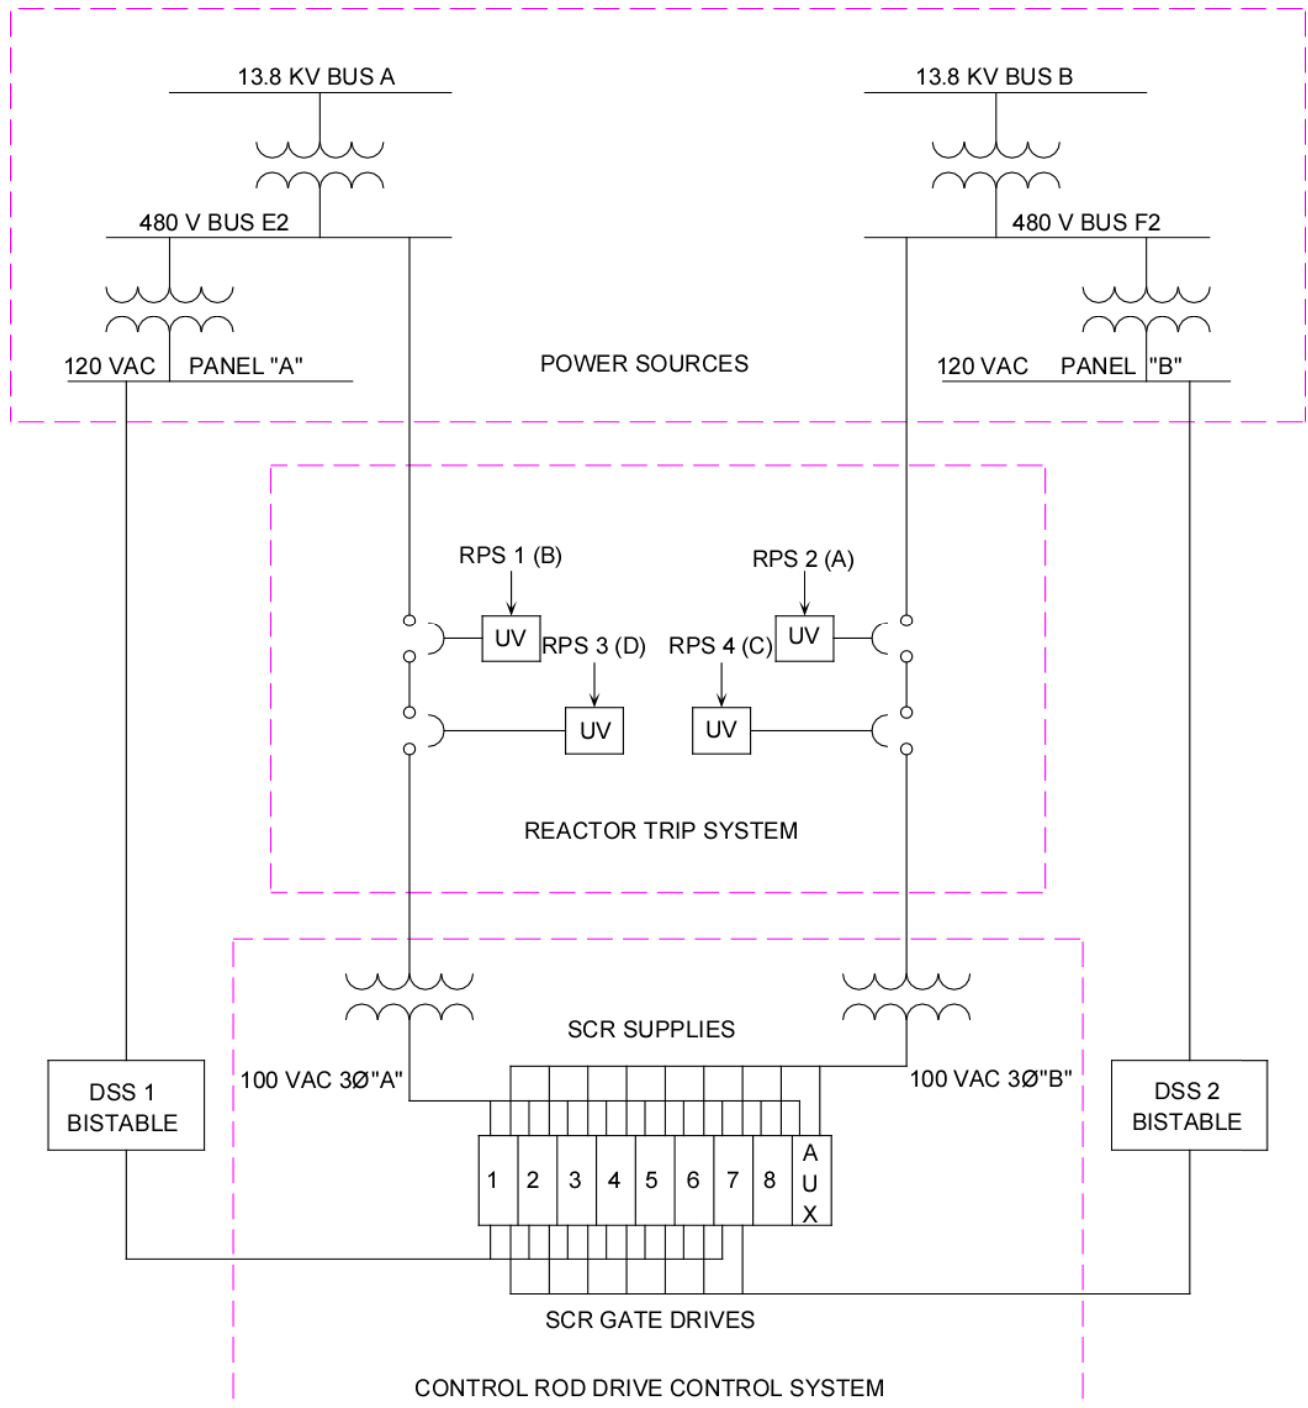 13.8 KV BUS A
13.8 KV BUS B
480 V BUS E2
480 V BUS F2
120 VAC PANEL "A"
POWER SOURCES
120 VAC PANEL "B"
RPS 1 (B)
RPS 2 (A)
UV
UV
RPS 3 (D)
RPS 4 (C)
UV
UV
REACTOR TRIP SYSTEM
SCR SUPPLIES
100 VAC 3Ø"A"
100 VAC 3Ø"B"
DSS 1
BISTABLE
DSS 2
BISTABLE
1 2 3 4 5 6 7 8
A
U
X
SCR GATE DRIVES
CONTROL ROD DRIVE CONTROL SYSTEM